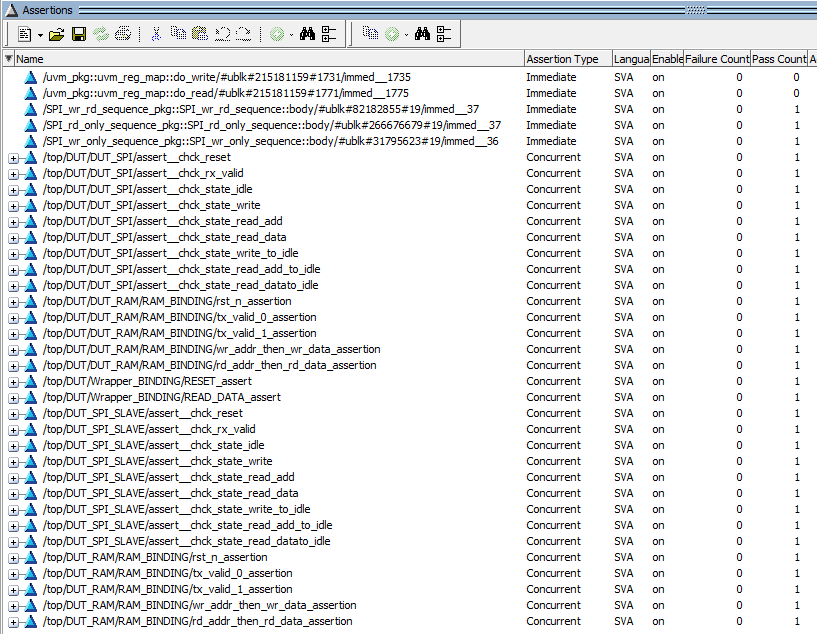 Assertions
Name Assertion Type Langua Enable Failure Count Pass Count A
/uvm_pkg::uvm_reg_map::do_write/#ublk#215181159#1731/immed__1735 Immediate SVA on 0 0
/uvm_pkg::uvm_reg_map::do_read/#ublk#215181159#1771/immed__1775 Immediate SVA on 0 0
/SPI_wr_rd_sequence_pkg::SPI_wr_rd_sequence::body/#ublk#82182855#19/immed__37 Immediate SVA on 0 1
/SPI_rd_only_sequence_pkg::SPI_rd_only_sequence::body/#ublk#266676679#19/immed__37 Immediate SVA on 0 1
/SPI_wr_only_sequence_pkg::SPI_wr_only_sequence::body/#ublk#31795623#19/immed__36 Immediate SVA on 0 1
/top/DUT/DUT_SPI/assert__chck_reset Concurrent SVA on 0 1
/top/DUT/DUT_SPI/assert__chck_rx_valid Concurrent SVA on 0 1
/top/DUT/DUT_SPI/assert__chck_state_idle Concurrent SVA on 0 1
/top/DUT/DUT_SPI/assert__chck_state_write Concurrent SVA on 0 1
/top/DUT/DUT_SPI/assert__chck_state_read_add Concurrent SVA on 0 1
/top/DUT/DUT_SPI/assert__chck_state_read_data Concurrent SVA on 0 1
/top/DUT/DUT_SPI/assert__chck_state_write_to_idle Concurrent SVA on 0 1
/top/DUT/DUT_SPI/assert__chck_state_read_add_to_idle Concurrent SVA on 0 1
/top/DUT/DUT_SPI/assert__chck_state_read_datato_idle Concurrent SVA on 0 1
/top/DUT/DUT_RAM/RAM_BINDING/rst_n_assertion Concurrent SVA on 0 1
/top/DUT/DUT_RAM/RAM_BINDING/tx_valid_0_assertion Concurrent SVA on 0 1
/top/DUT/DUT_RAM/RAM_BINDING/tx_valid_1_assertion Concurrent SVA on 0 1
/top/DUT/DUT_RAM/RAM_BINDING/wr_addr_then_wr_data_assertion Concurrent SVA on 0 1
/top/DUT/DUT_RAM/RAM_BINDING/rd_addr_then_rd_data_assertion Concurrent SVA on 0 1
/top/DUT/Wrapper_BINDING/RESET_assert Concurrent SVA on 0 1
/top/DUT/Wrapper_BINDING/READ_DATA_assert Concurrent SVA on 0 1
/top/DUT_SPI_SLAVE/assert__chck_reset Concurrent SVA on 0 1
/top/DUT_SPI_SLAVE/assert__chck_rx_valid Concurrent SVA on 0 1
/top/DUT_SPI_SLAVE/assert__chck_state_idle Concurrent SVA on 0 1
/top/DUT_SPI_SLAVE/assert__chck_state_write Concurrent SVA on 0 1
/top/DUT_SPI_SLAVE/assert__chck_state_read_add Concurrent SVA on 0 1
/top/DUT_SPI_SLAVE/assert__chck_state_read_data Concurrent SVA on 0 1
/top/DUT_SPI_SLAVE/assert__chck_state_write_to_idle Concurrent SVA on 0 1
/top/DUT_SPI_SLAVE/assert__chck_state_read_add_to_idle Concurrent SVA on 0 1
/top/DUT_SPI_SLAVE/assert__chck_state_read_datato_idle Concurrent SVA on 0 1
/top/DUT_RAM/RAM_BINDING/rst_n_assertion Concurrent SVA on 0 1
/top/DUT_RAM/RAM_BINDING/tx_valid_0_assertion Concurrent SVA on 0 1
/top/DUT_RAM/RAM_BINDING/tx_valid_1_assertion Concurrent SVA on 0 1
/top/DUT_RAM/RAM_BINDING/wr_addr_then_wr_data_assertion Concurrent SVA on 0 1
/top/DUT_RAM/RAM_BINDING/rd_addr_then_rd_data_assertion Concurrent SVA on 0 1